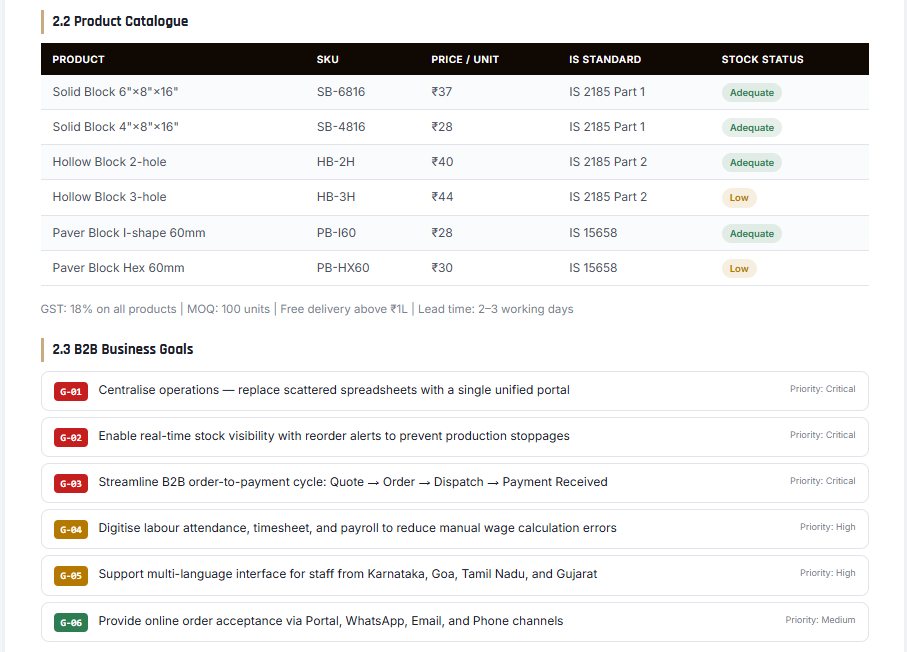 2.2 Product Catalogue
PRODUCT SKU PRICE / UNIT IS STANDARD STOCK STATUS
Solid Block 6"×8"×16" SB-6816 ₹37 IS 2185 Part 1 Adequate
Solid Block 4"×8"×16" SB-4816 ₹28 IS 2185 Part 1 Adequate
Hollow Block 2-hole HB-2H ₹40 IS 2185 Part 2 Adequate
Hollow Block 3-hole HB-3H ₹44 IS 2185 Part 2 Low
Paver Block I-shape 60mm PB-I60 ₹28 IS 15658 Adequate
Paver Block Hex 60mm PB-HX60 ₹30 IS 15658 Low
GST: 18% on all products | MOQ: 100 units | Free delivery above ₹1L | Lead time: 2–3 working days
2.3 B2B Business Goals
G-01 Centralise operations — replace scattered spreadsheets with a single unified portal Priority: Critical
G-02 Enable real-time stock visibility with reorder alerts to prevent production stoppages Priority: Critical
G-03 Streamline B2B order-to-payment cycle: Quote → Order → Dispatch → Payment Received Priority: Critical
G-04 Digitise labour attendance, timesheet, and payroll to reduce manual wage calculation errors Priority: High
G-05 Support multi-language interface for staff from Karnataka, Goa, Tamil Nadu, and Gujarat Priority: High
G-06 Provide online order acceptance via Portal, WhatsApp, Email, and Phone channels Priority: Medium